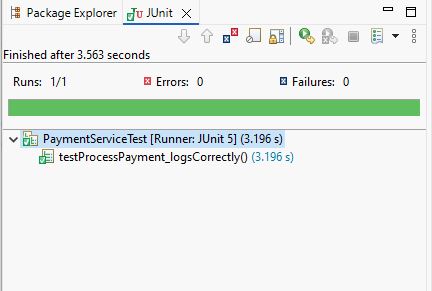 Package Explorer JUnit
Finished after 3.563 seconds
Runs: 1/1 Errors: 0 Failures: 0
PaymentServiceTest [Runner: JUnit 5] (3.196 s)
testProcessPayment_logsCorrectly() (3.196 s)